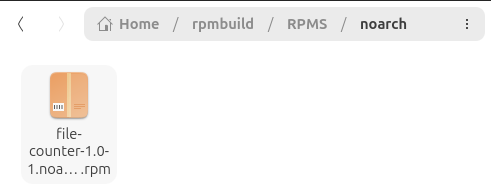 Home / rpmbuild / RPMS / noarch
file-
counter-1.0-
1.noa….rpm